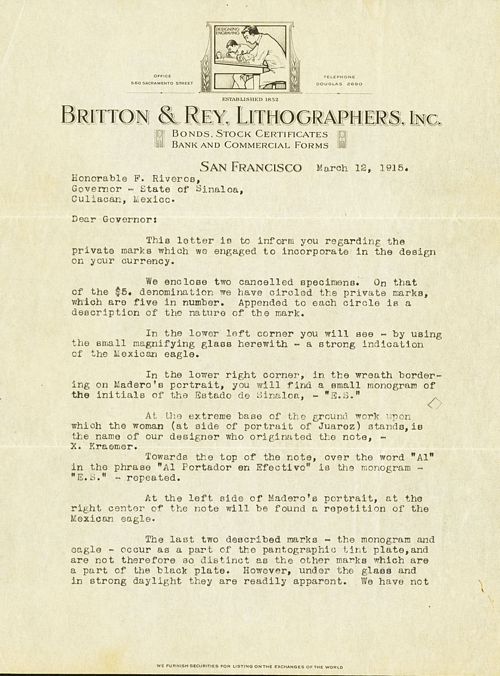 DESIGNING
ENGRAVING
OFFICE
560 SACRAMENTO STREET
TELEPHONE
DOUGLAS 2690
ESTABLISHED 1852
BRITTON & REY, LITHOGRAPHERS, INC.
BONDS, STOCK CERTIFICATES
BANK AND COMMERCIAL FORMS
SAN FRANCISCO March 12, 1915.
Honorable F. Riveros,
Governor - State of Sinaloa,
Culiacan, Mexico.
Dear Governor:
This letter is to inform you regarding the
private marks which we engaged to incorporate in the design
on your currency.
We enclose two cancelled specimens. On that
of the $5. denomination we have circled the private marks,
which are five in number. Appended to each circle is a
description of the nature of the mark.
In the lower left corner you will see - by using
the small magnifying glass herewith - a strong indication
of the Mexican eagle.
In the lower right corner, in the wreath border-
ing on Madero's portrait, you will find a small monogram of
the initials of the Estado de Sinaloa, - "E.S."
At the extreme base of the ground work upon
which the woman (at side of portrait of Juarez) stands, is
the name of our designer who originated the note, -
X. Kraemer.
Towards the top of the note, over the word "Al"
in the phrase "Al Portador en Efectivo" is the monogram -
"E.S." - repeated.
At the left side of Madero's portrait, at the
right center of the note will be found a repetition of the
Mexican eagle.
The last two described marks - the monogram and
eagle - occur as a part of the pantographic tint plate, and
are not therefore so distinct as the other marks which are
a part of the black plate. However, under the glass and
in strong daylight they are readily apparent. We have not
WE FURNISH SECURITIES FOR LISTING ON THE EXCHANGES OF THE WORLD